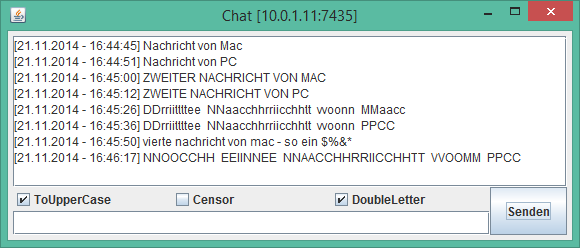 Chat [10.0.1.11:7435]
[21.11.2014 - 16:44:45] Nachricht von Mac
[21.11.2014 - 16:44:51] Nachricht von PC
[21.11.2014 - 16:45:00] ZWEITER NACHRICHT VON MAC
[21.11.2014 - 16:45:12] ZWEITE NACHRICHT VON PC
[21.11.2014 - 16:45:26] DDrriittttee  NNaacchhrriicchhtt  vvoonn  MMaacc
[21.11.2014 - 16:45:36] DDrriittttee  NNaacchhrriicchhtt  vvoonn  PPCC
[21.11.2014 - 16:45:50] vierte nachricht von mac - so ein $%&*
[21.11.2014 - 16:46:17] NNOOCCHH  EEIINNEE  NNAACCHHRRIICCHHTT  VVOOMM  PPCC
ToUpperCase Censor DoubleLetter
Senden